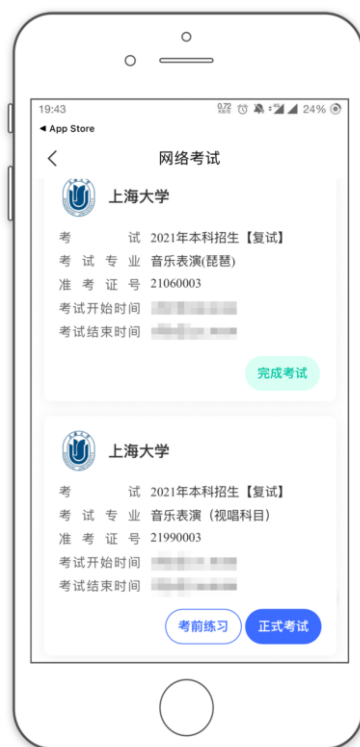 19:43
0.72 KB/S 4G 24%
App Store
网络考试
上海大学
考 试 2021年本科招生【复试】
考试专业 音乐表演(琵琶)
准考证号 21060003
考试开始时间
考试结束时间
完成考试
上海大学
考 试 2021年本科招生【复试】
考试专业 音乐表演（视唱科目）
准考证号 21990003
考试开始时间
考试结束时间
考前练习 正式考试